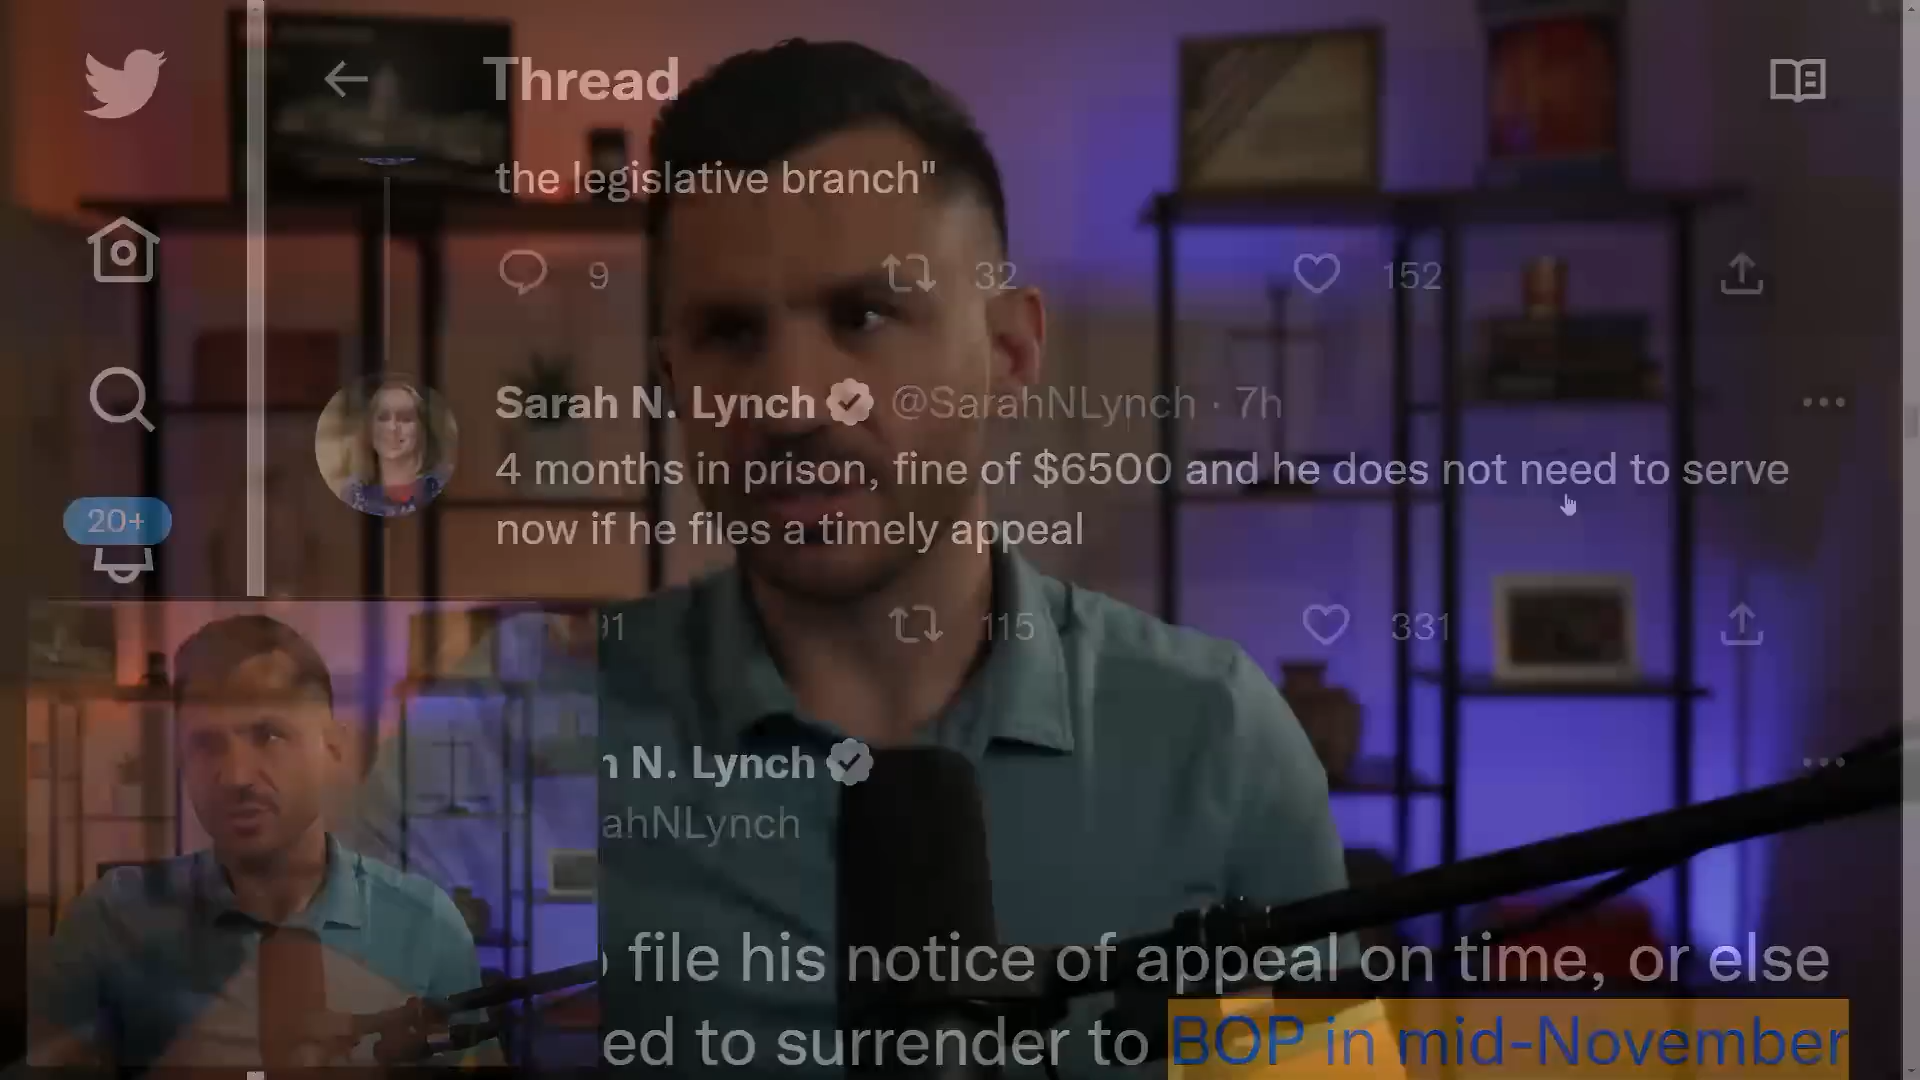 Thread
the legislative branch"
9 32 152
Sarah N. Lynch @SarahNLynch · 7h
4 months in prison, fine of $6500 and he does not need to serve
now if he files a timely appeal
20+
91 115 331
N. Lynch
ahNLynch
file his notice of appeal on time, or else
ed to surrender to BOP in mid-November